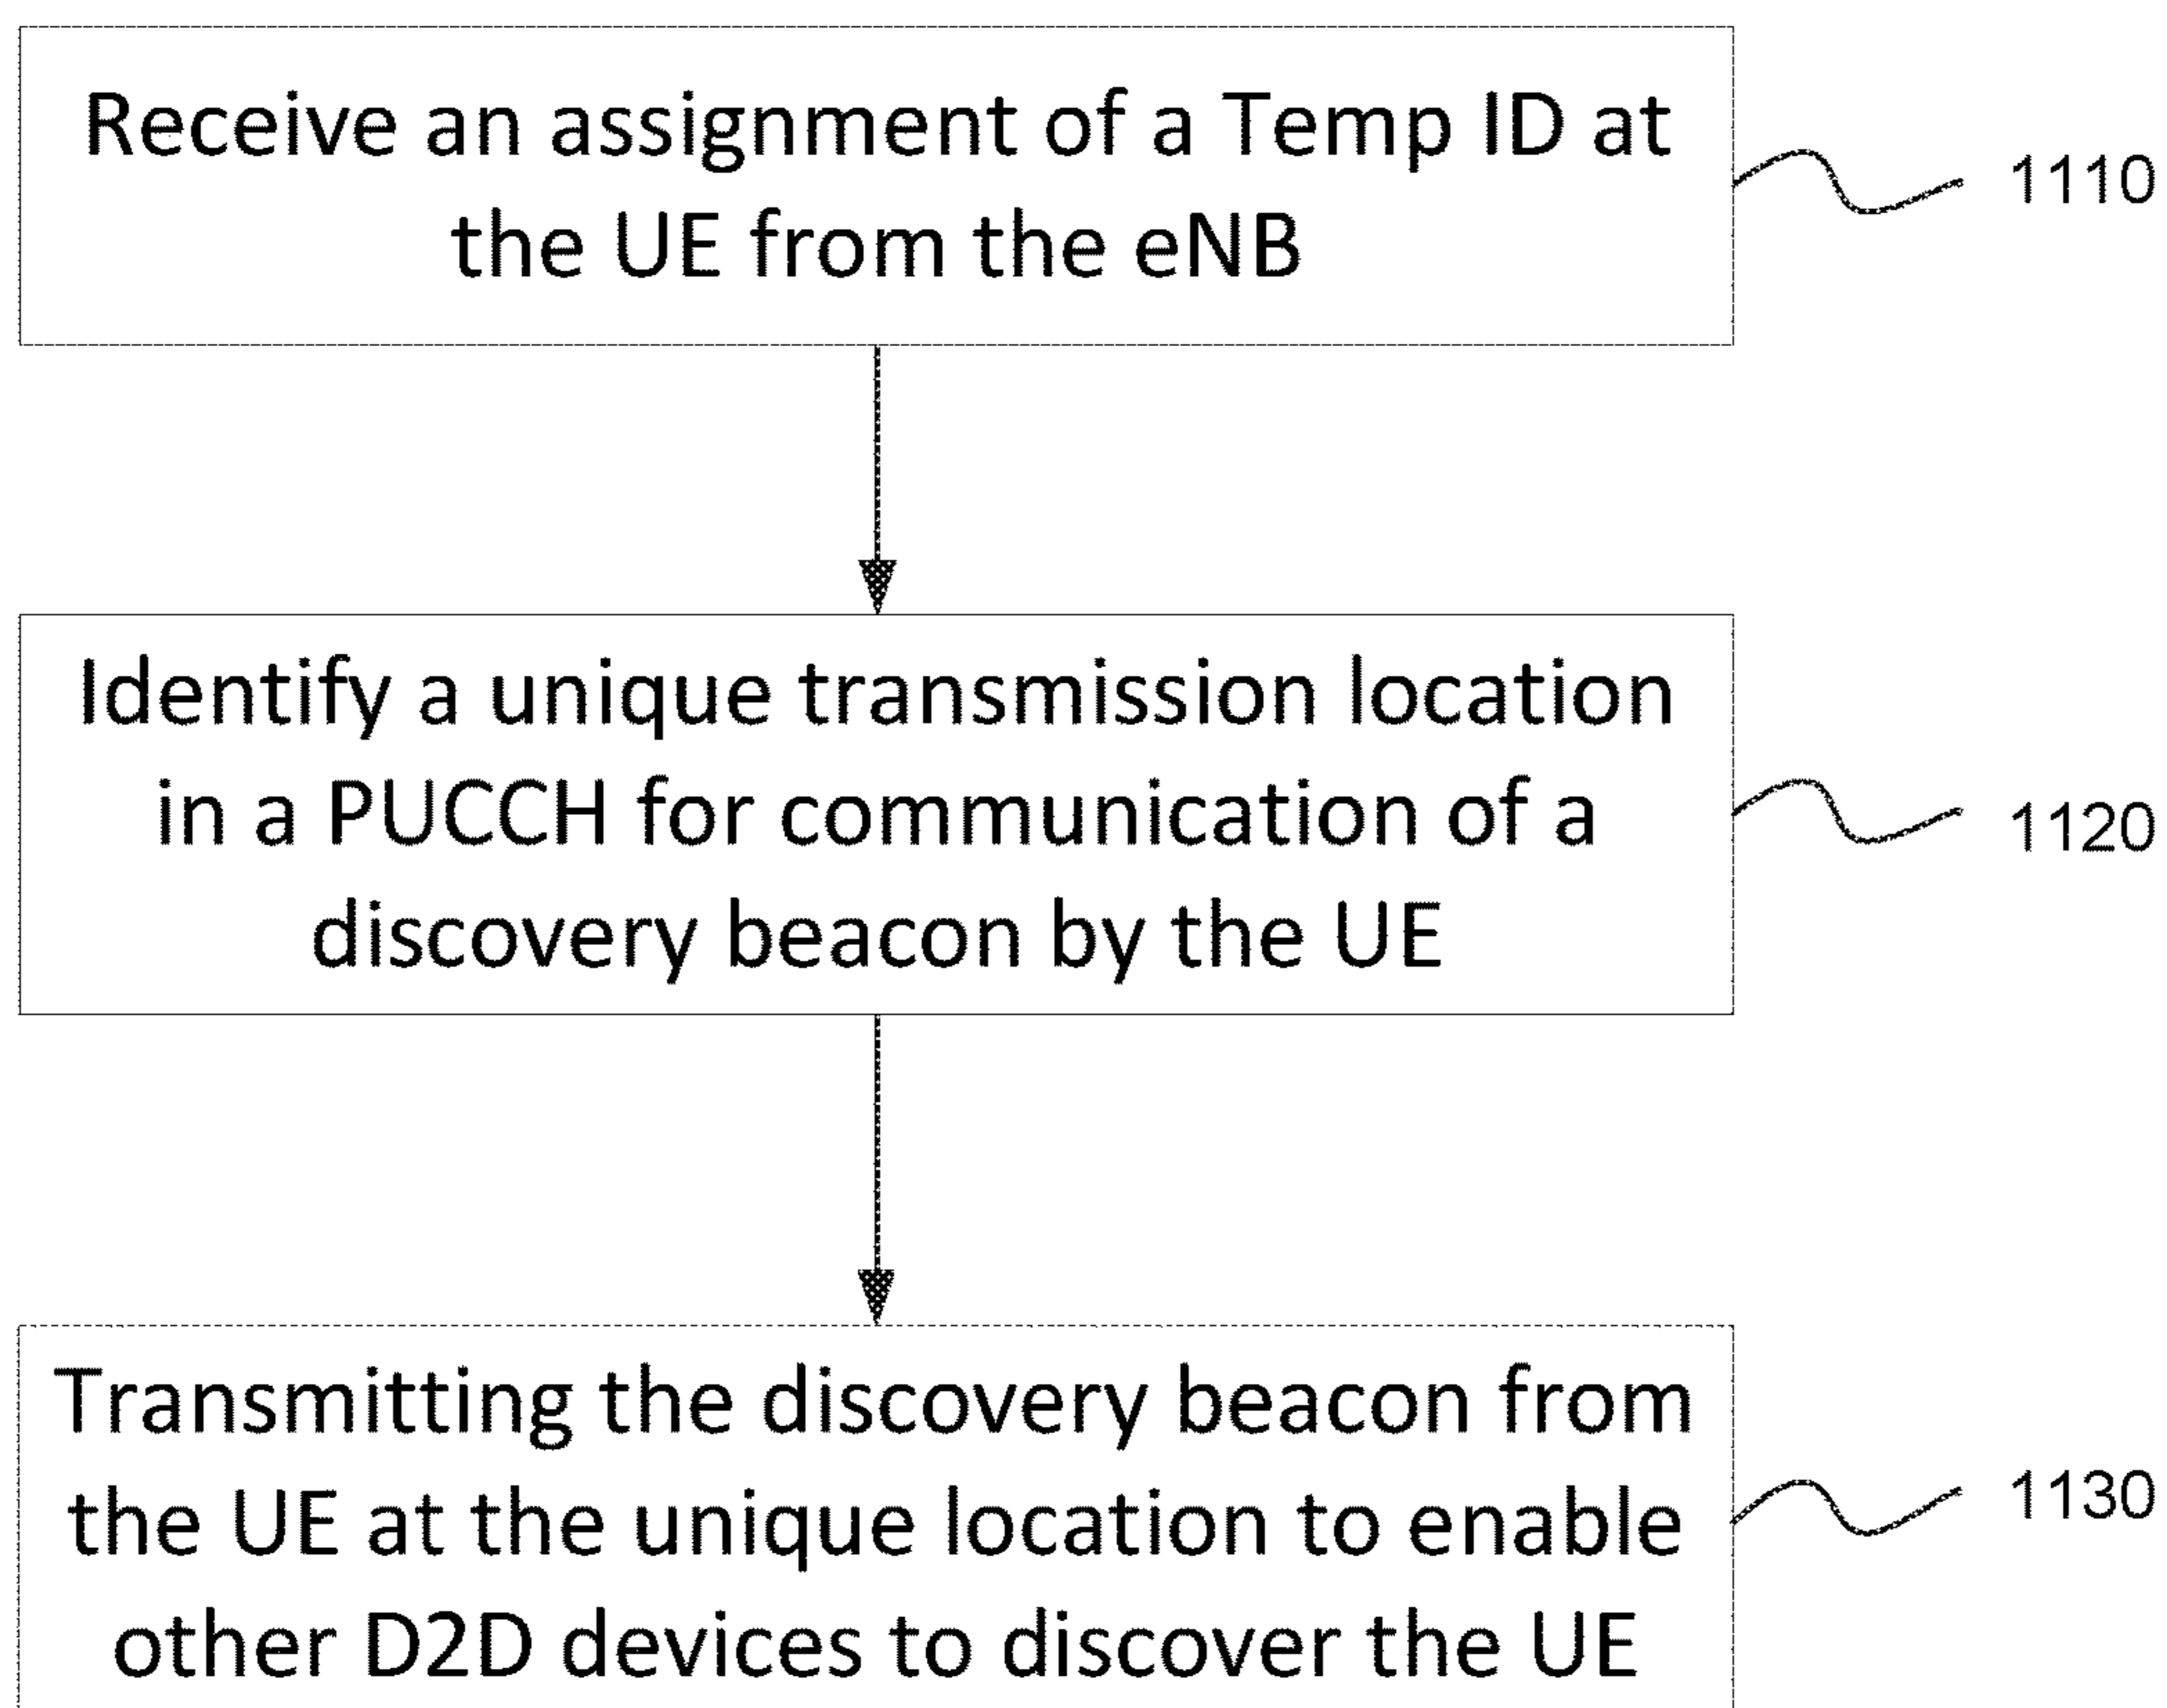 Receive an assignment of a Temp ID at
the UE from the eNB
1110
Identify a unique transmission location
in a PUCCH for communication of a
discovery beacon by the UE
1120
Transmitting the discovery beacon from
the UE at the unique location to enable
other D2D devices to discover the UE
1130